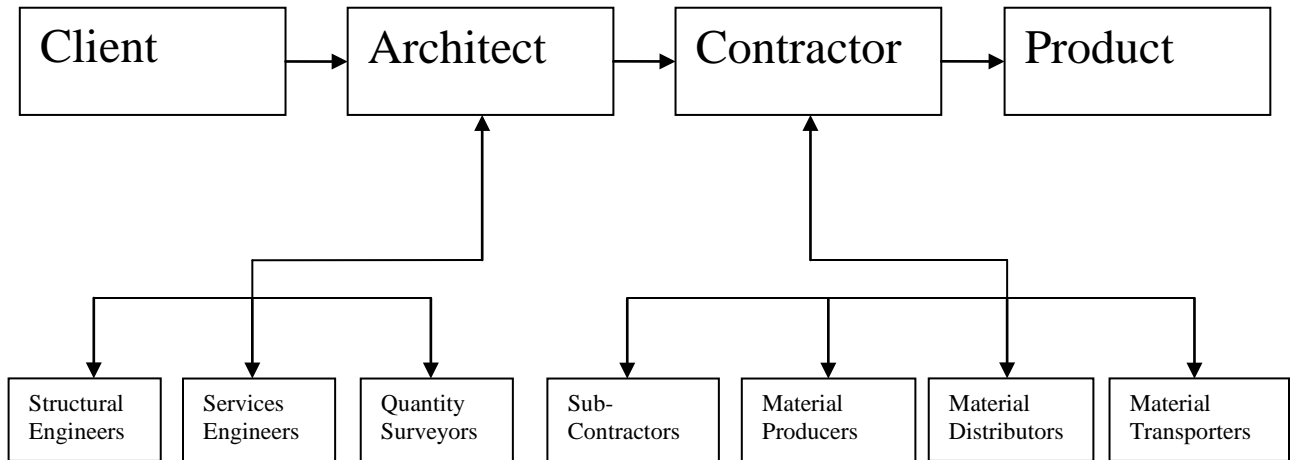 Client
Architect
Contractor
Product
Structural
Engineers
Services
Engineers
Quantity
Surveyors
Sub-
Contractors
Material
Producers
Material
Distributors
Material
Transporters